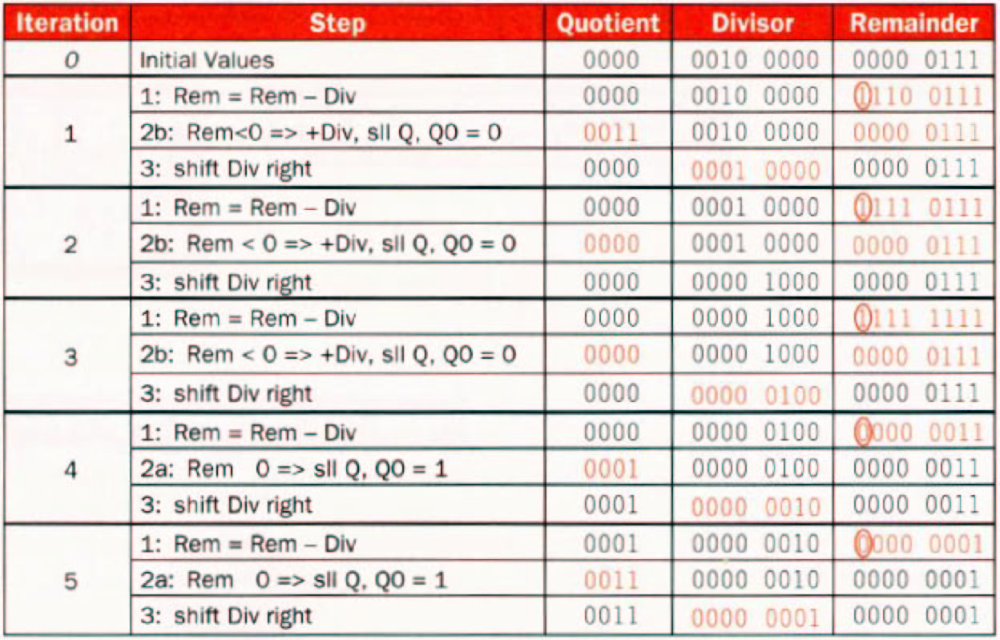 Iteration Step Quotient Divisor Remainder
0 Initial Values 0000 0010 0000 0000 0111
1: Rem = Rem – Div 0000 0010 0000 1110 0111
1 2b: Rem<0 => +Div, sll Q, Q0 = 0 0011 0010 0000 0000 0111
3: shift Div right 0000 0001 0000 0000 0111
1: Rem = Rem – Div 0000 0001 0000 1111 0111
2 2b: Rem < 0 => +Div, sll Q, Q0 = 0 0000 0001 0000 0000 0111
3: shift Div right 0000 0000 1000 0000 0111
1: Rem = Rem – Div 0000 0000 1000 1111 1111
3 2b: Rem < 0 => +Div, sll Q, Q0 = 0 0000 0000 1000 0000 0111
3: shift Div right 0000 0000 0100 0000 0111
1: Rem = Rem – Div 0000 0000 0100 0000 0011
4 2a: Rem 0 => sll Q, Q0 = 1 0001 0000 0100 0000 0011
3: shift Div right 0001 0000 0010 0000 0011
1: Rem = Rem – Div 0001 0000 0010 0000 0001
5 2a: Rem 0 => sll Q, Q0 = 1 0011 0000 0010 0000 0001
3: shift Div right 0011 0000 0001 0000 0001